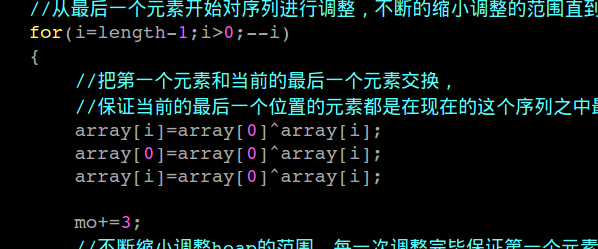 //从最后一个元素开始对序列进行调整，不断的缩小调整的范围直到
for(i=length-1;i>0;--i)
{
//把第一个元素和当前的最后一个元素交换，
//保证当前的最后一个位置的元素都是在现在的这个序列之中最
array[i]=array[0]^array[i];
array[0]=array[0]^array[i];
array[i]=array[0]^array[i];
mo+=3;
//不断缩小调整heap的范围，每一次调整完毕保证第一个元素